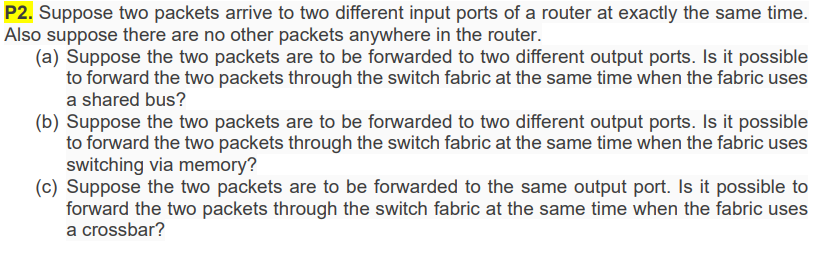 P2. Suppose two packets arrive to two different input ports of a router at exactly the same time.
Also suppose there are no other packets anywhere in the router.
(a) Suppose the two packets are to be forwarded to two different output ports. Is it possible
to forward the two packets through the switch fabric at the same time when the fabric uses
a shared bus?
(b) Suppose the two packets are to be forwarded to two different output ports. Is it possible
to forward the two packets through the switch fabric at the same time when the fabric uses
switching via memory?
(c) Suppose the two packets are to be forwarded to the same output port. Is it possible to
forward the two packets through the switch fabric at the same time when the fabric uses
a crossbar?